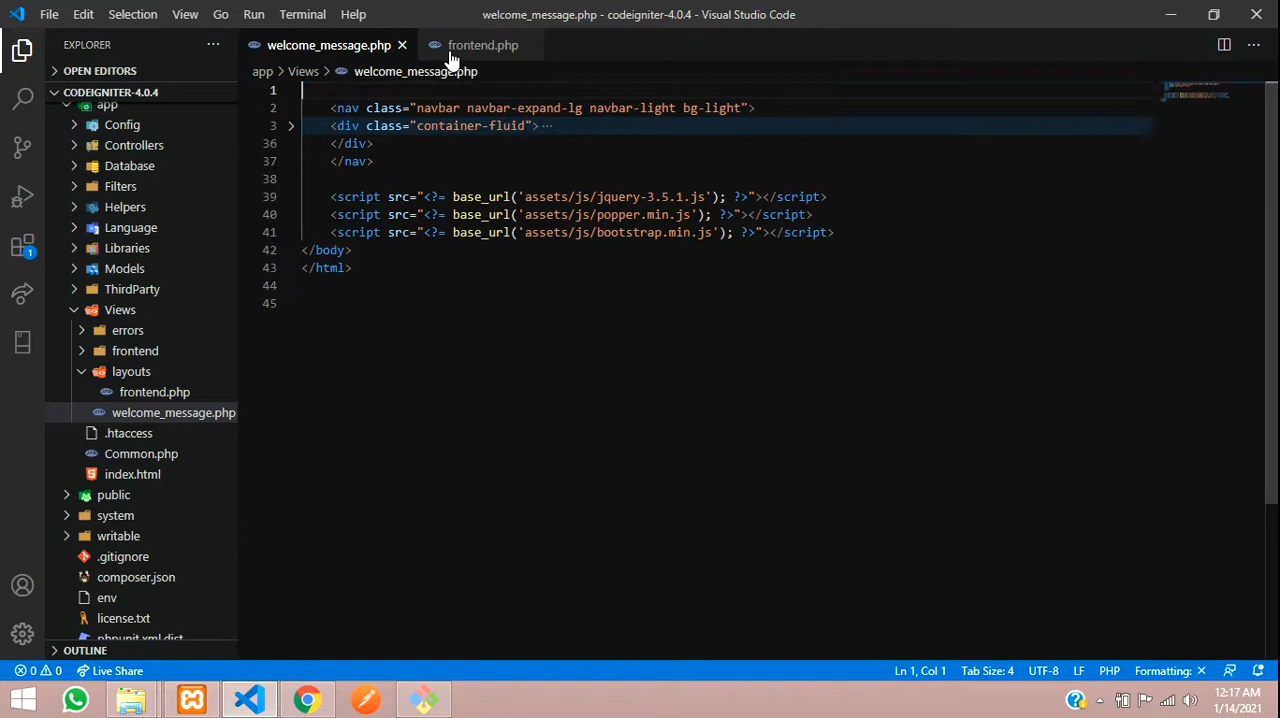 File Edit Selection View Go Run Terminal Help
welcome_message.php - codeigniter-4.0.4 - Visual Studio Code
EXPLORER
welcome_message.php
frontend.php
OPEN EDITORS
app > Views > welcome_message.php
CODEIGNITER-4.0.4
app
Config
Controllers
Database
Filters
Helpers
Language
Libraries
Models
ThirdParty
Views
errors
frontend
layouts
frontend.php
welcome_message.php
.htaccess
Common.php
index.html
public
system
writable
.gitignore
composer.json
env
license.txt
phpunit.xml.dist
OUTLINE
1
1
2 <nav class="navbar navbar-expand-lg navbar-light bg-light">
3 <div class="container-fluid">···
36 </div>
37 </nav>
38
39 <script src="<?= base_url('assets/js/jquery-3.5.1.js'); ?>"></script>
40 <script src="<?= base_url('assets/js/popper.min.js'); ?>"></script>
41 <script src="<?= base_url('assets/js/bootstrap.min.js'); ?>"></script>
42 </body>
43 </html>
44
45
0 0 Live Share
Ln 1, Col 1 Tab Size: 4 UTF-8 LF PHP Formatting: ×
12:17 AM
1/14/2021